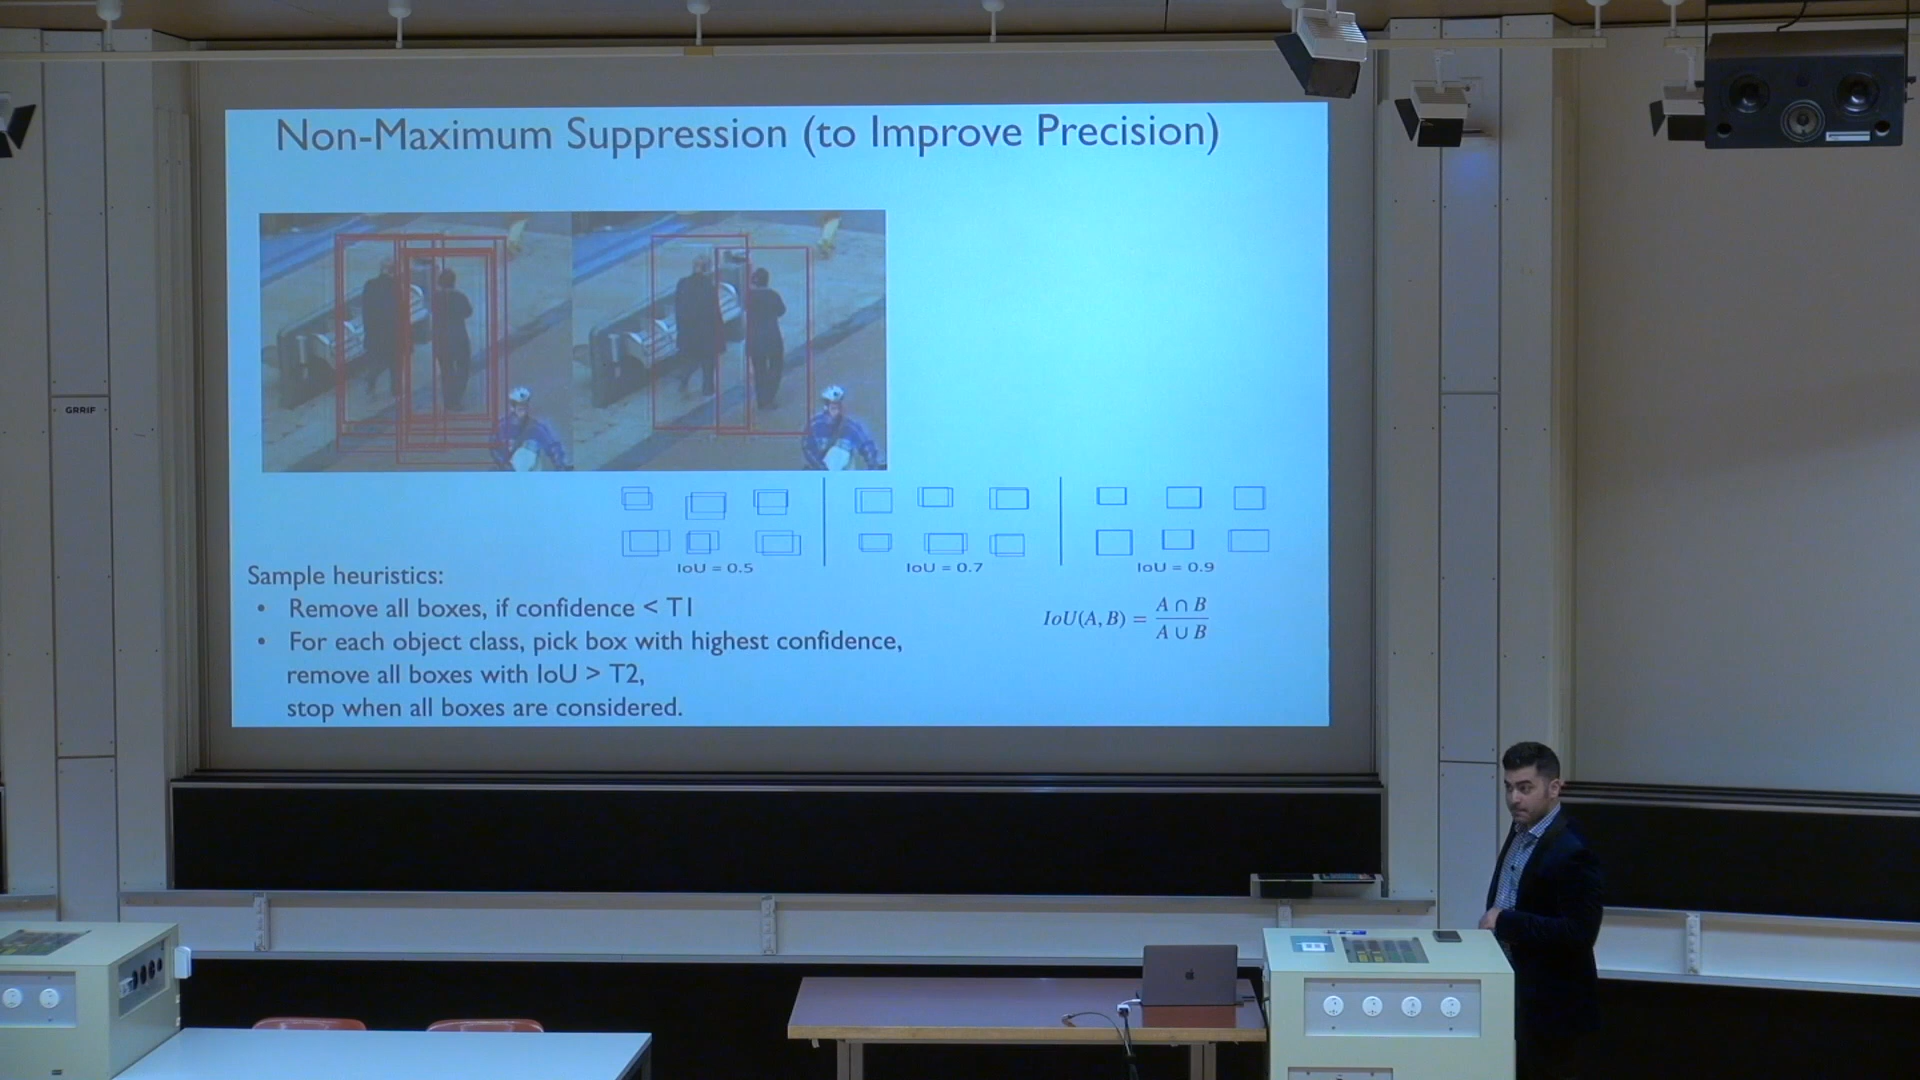 Non-Maximum Suppression (to Improve Precision)
GRRIF
IoU = 0.5
IoU = 0.7
IoU = 0.9
Sample heuristics:
• Remove all boxes, if confidence < T1
• For each object class, pick box with highest confidence,
remove all boxes with IoU > T2,
stop when all boxes are considered.
IoU(A, B) = A ∩ B / A ∪ B